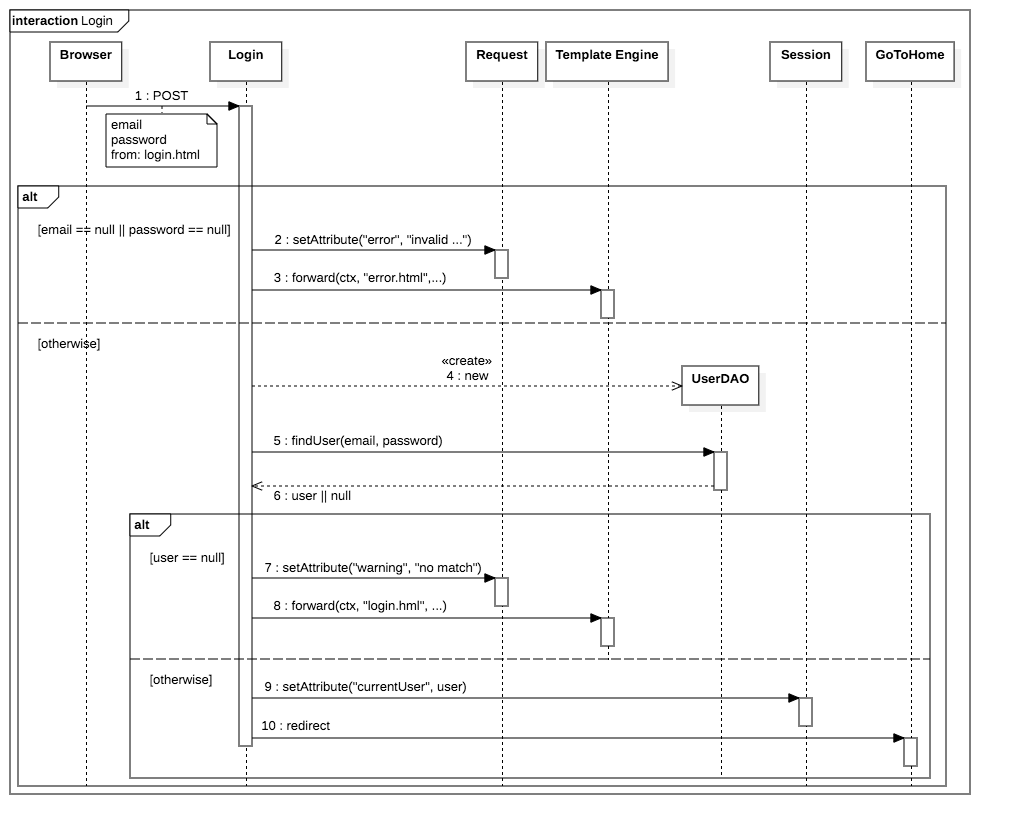 interaction Login
Browser
Login
Request
Template Engine
Session
GoToHome
1 : POST
email
password
from: login.html
alt
[email == null || password == null]
2 : setAttribute("error", "invalid ...")
3 : forward(ctx, "error.html",...)
[otherwise]
«create»
4 : new
UserDAO
5 : findUser(email, password)
6 : user || null
alt
[user == null]
7 : setAttribute("warning", "no match")
8 : forward(ctx, "login.hml", ...)
[otherwise]
9 : setAttribute("currentUser", user)
10 : redirect